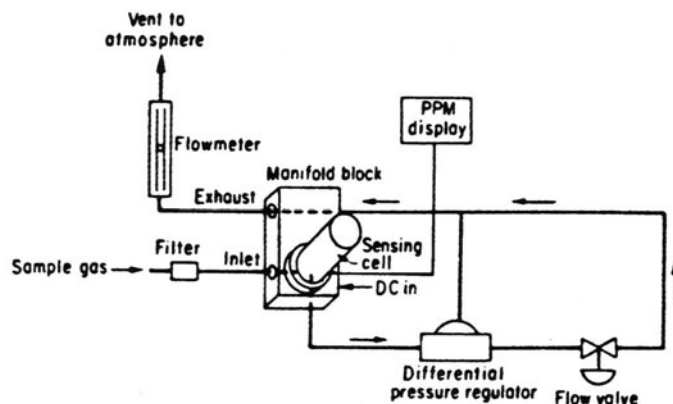 Vent to
atmosphere
Flowmeter
PPM
display
Manifold block
Exhaust
Sensing
cell
Filter
Inlet
Sample gas
DC in
Differential
pressure regulator
Flow valve